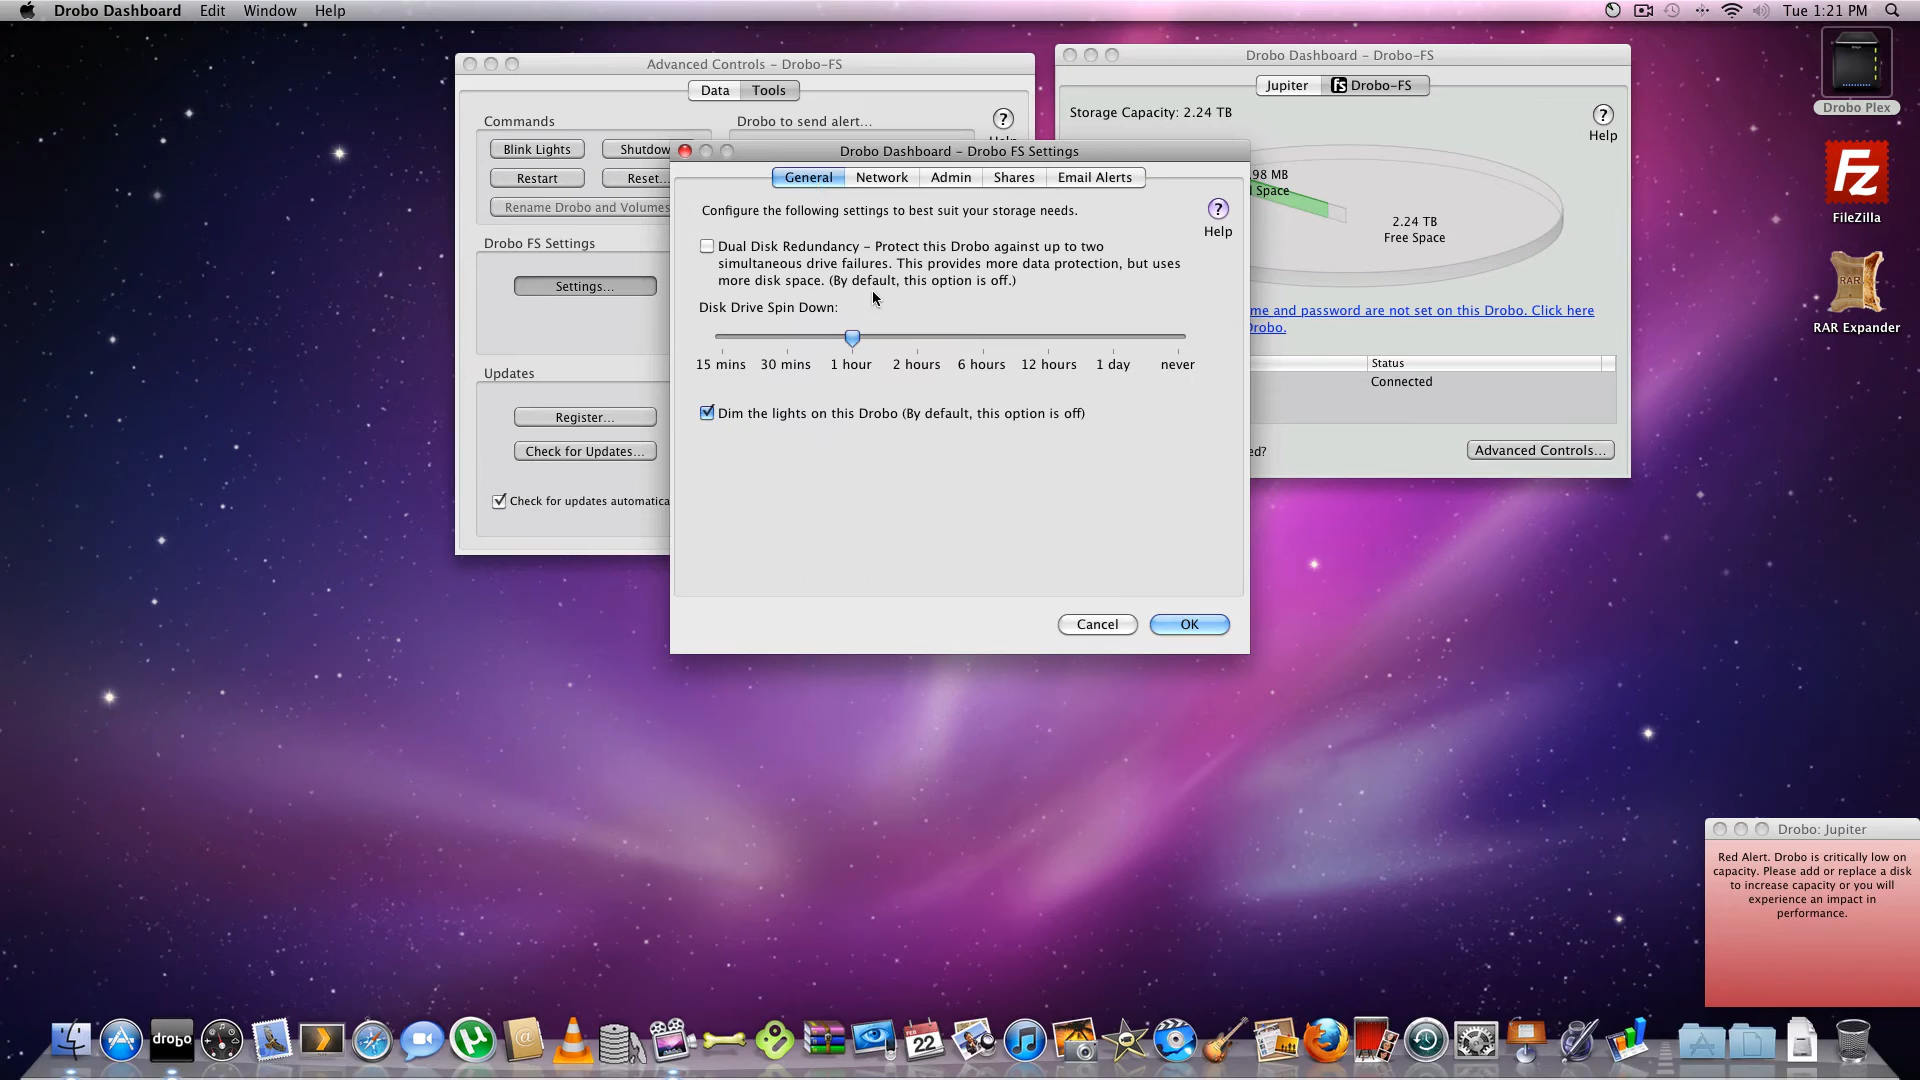 Drobo Dashboard Edit Window Help
Tue 1:21 PM
Advanced Controls – Drobo-FS
Data Tools
Commands
Blink Lights
Shutdow
Restart
Reset...
Rename Drobo and Volumes
Drobo to send alert...
Drobo FS Settings
Settings...
Updates
Register...
Check for Updates...
Check for updates automatica
Drobo Dashboard – Drobo-FS
Jupiter
fs Drobo-FS
Storage Capacity: 2.24 TB
Help
98 MB
Space
2.24 TB
Free Space
me and password are not set on this Drobo. Click here
Drobo.
Status
Connected
ed?
Advanced Controls...
Drobo Dashboard – Drobo FS Settings
General Network Admin Shares Email Alerts
Configure the following settings to best suit your storage needs.
?
Help
Dual Disk Redundancy – Protect this Drobo against up to two
simultaneous drive failures. This provides more data protection, but uses
more disk space. (By default, this option is off.)
Disk Drive Spin Down:
15 mins 30 mins 1 hour 2 hours 6 hours 12 hours 1 day never
Dim the lights on this Drobo (By default, this option is off)
Cancel
OK
Drobo Plex
FileZilla
RAR
RAR Expander
Drobo: Jupiter
Red Alert. Drobo is critically low on
capacity. Please add or replace a disk
to increase capacity or you will
experience an impact in
performance.
drobo
FEB
22